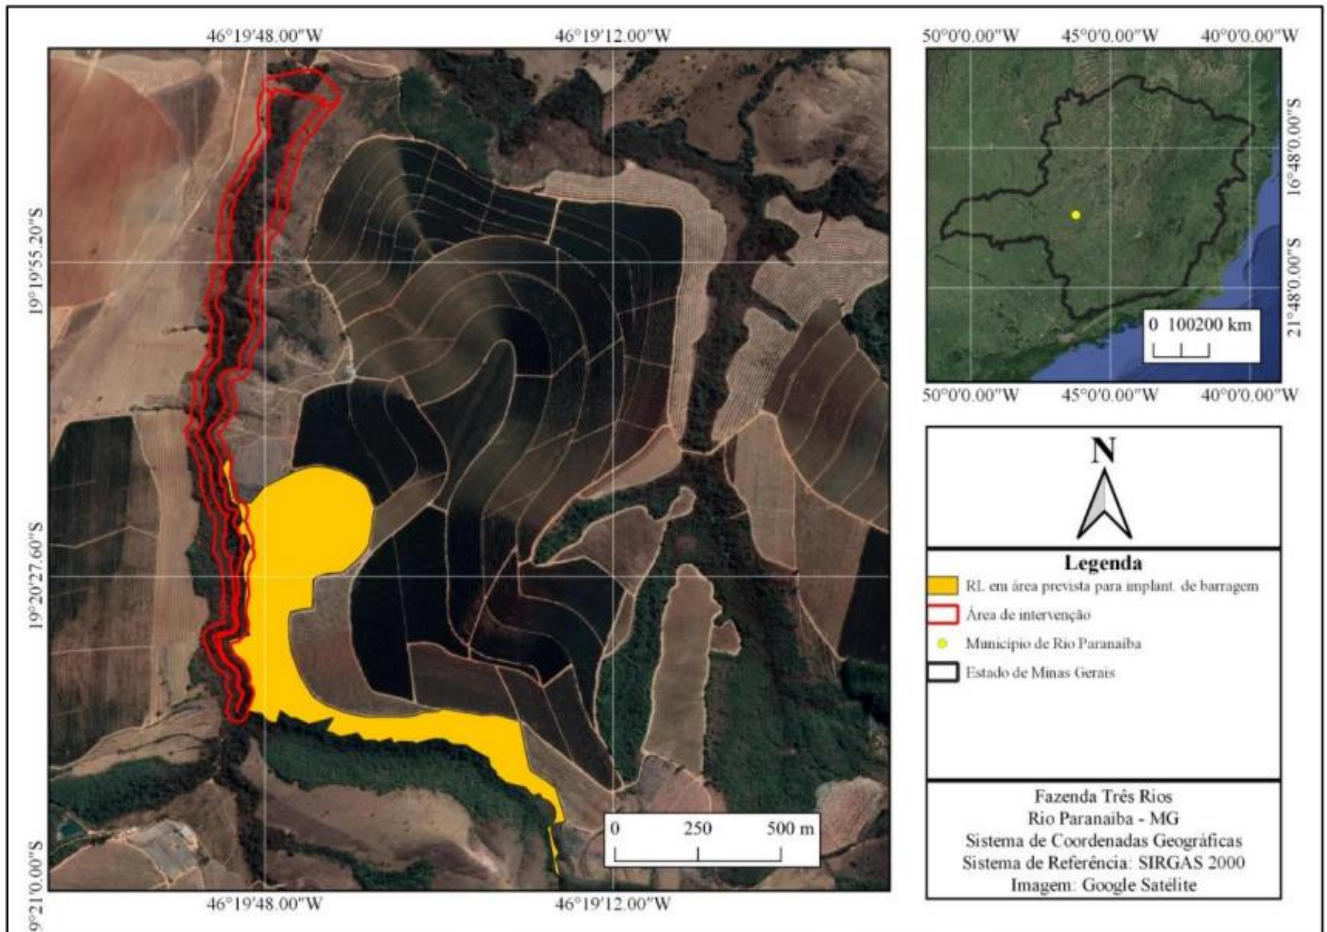 46°19'48.00"W 46°19'12.00"W
50°0'0.00"W 45°0'0.00"W 40°0'0.00"W
19°19'55.20"S
19°20'27.60"S
9°21'0.00"S
16°48'0.00"S
21°48'0.00"S
0 100200 km
50°0'0.00"W 45°0'0.00"W 40°0'0.00"W
N
Legenda
RL em área prevista para implant. de barragem
Área de intervenção
Município de Rio Paranaíba
Estado de Minas Gerais
0 250 500 m
Fazenda Três Rios
Rio Paranaiba - MG
Sistema de Coordenadas Geográficas
Sistema de Referência: SIRGAS 2000
Imagem: Google Satélite
46°19'48.00"W 46°19'12.00"W